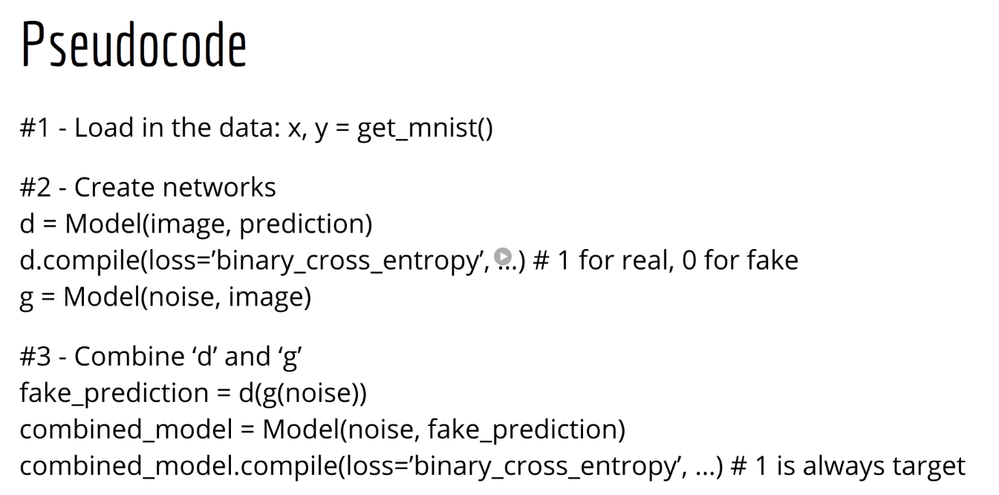 Pseudocode
#1 - Load in the data: x, y = get_mnist()
#2 - Create networks
d = Model(image, prediction)
d.compile(loss=’binary_cross_entropy’, ...) # 1 for real, 0 for fake
g = Model(noise, image)
#3 - Combine ‘d’ and ‘g’
fake_prediction = d(g(noise))
combined_model = Model(noise, fake_prediction)
combined_model.compile(loss=’binary_cross_entropy’, ...) # 1 is always target